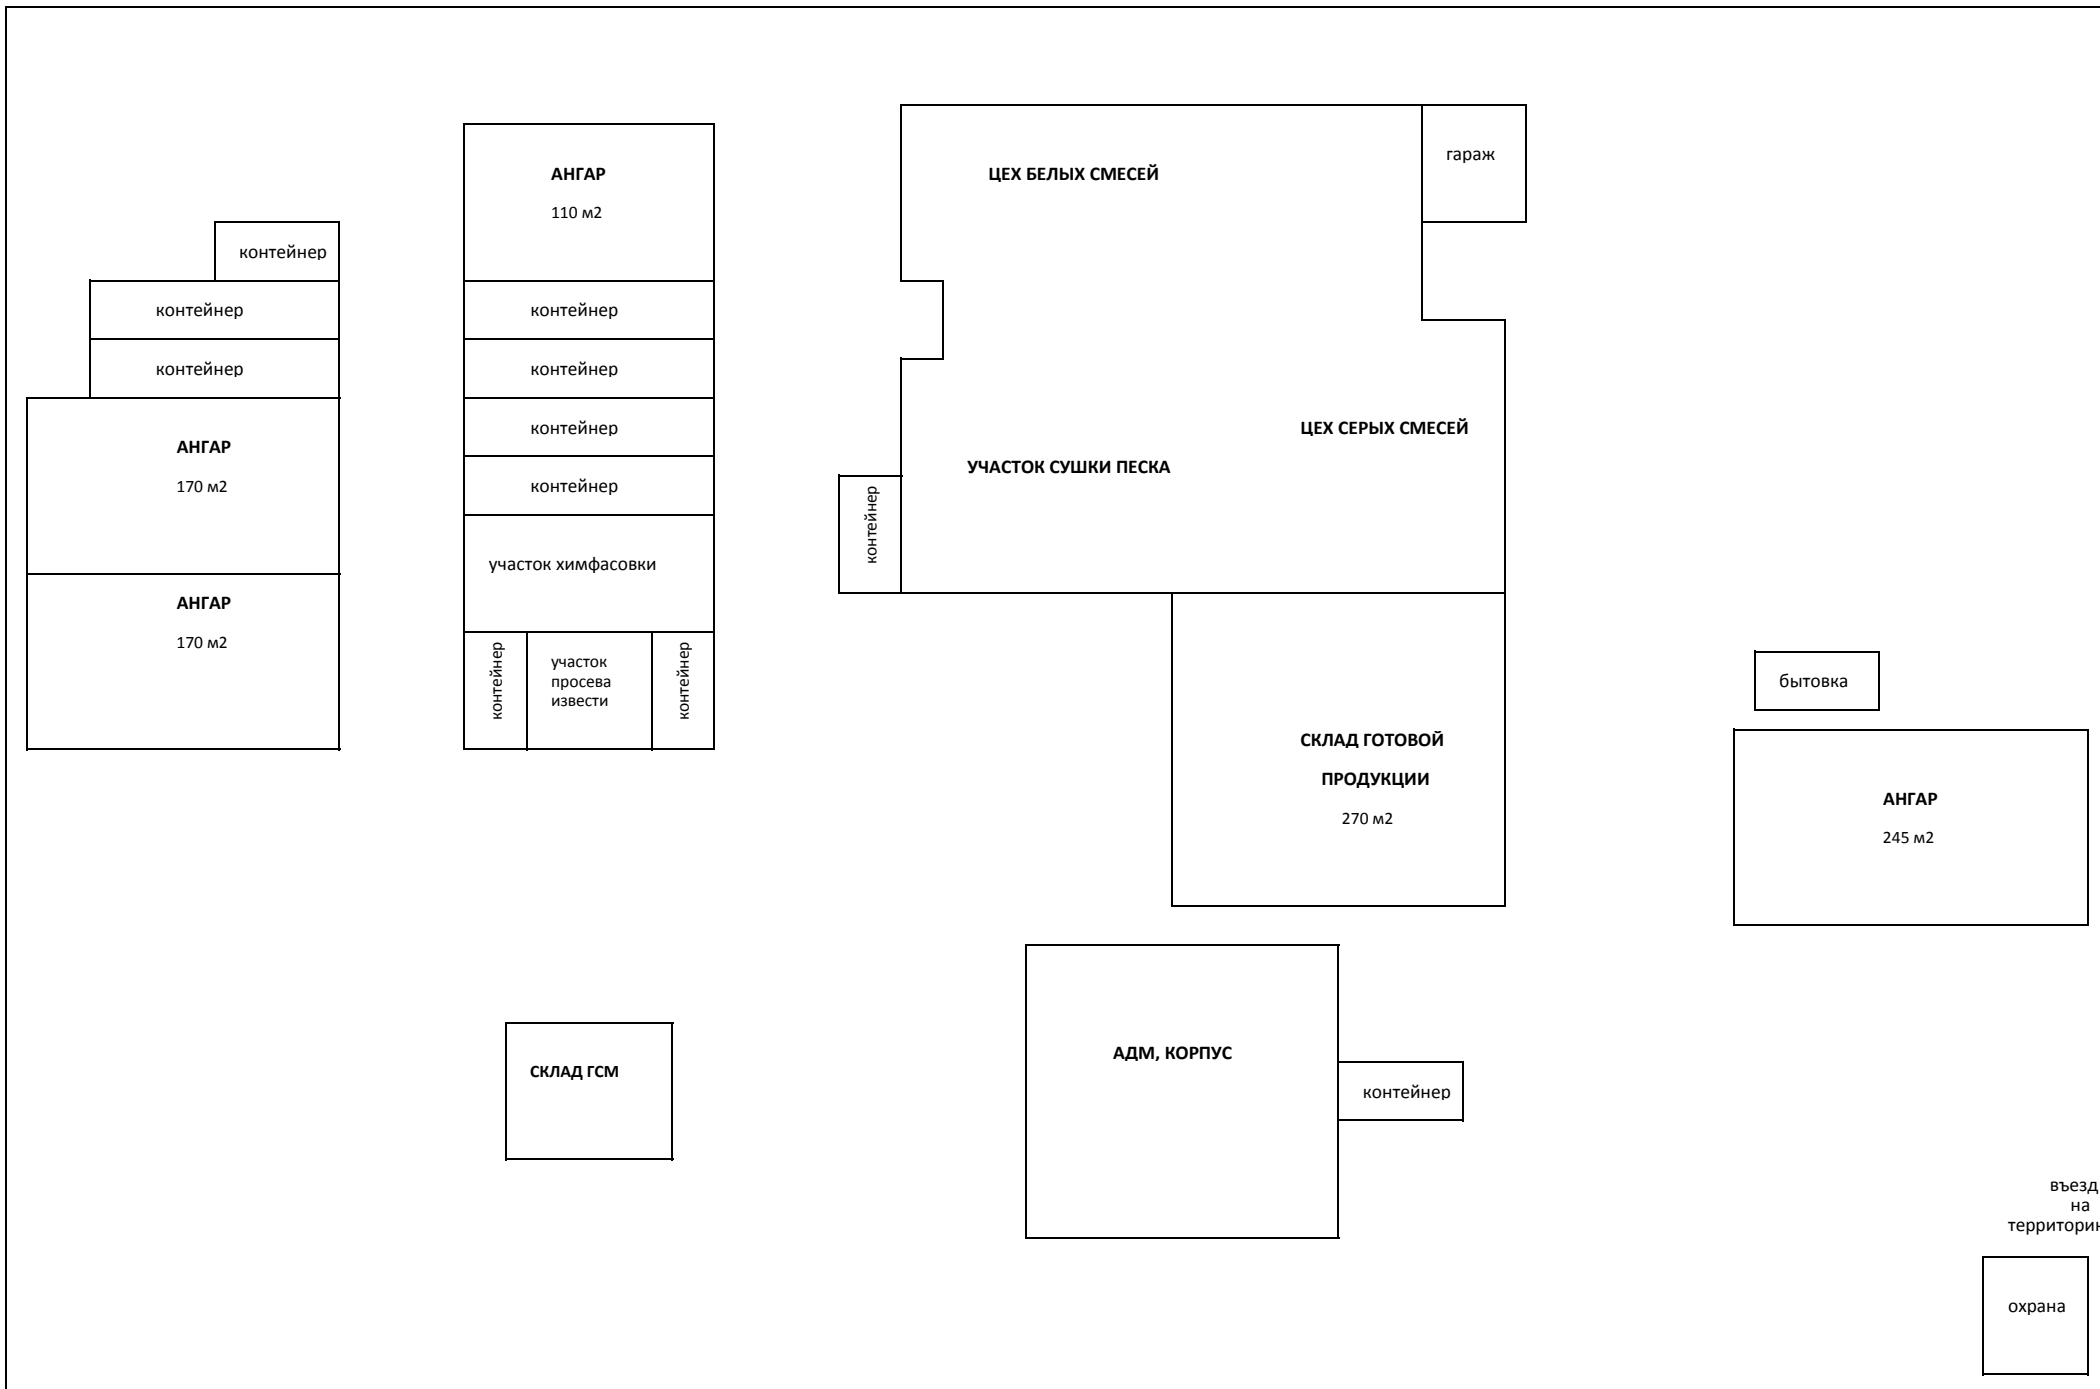 ЦЕХ БЕЛЫХ СМЕСЕЙ
гараж
АНГАР
110 м2
контейнер
контейнер
контейнер
АНГАР
170 м2
АНГАР
170 м2
контейнер
контейнер
контейнер
контейнер
участок химфасовки
контейнер
участок
просева
извести
контейнер
ЦЕХ СЕРЫХ СМЕСЕЙ
УЧАСТОК СУШКИ ПЕСКА
контейнер
СКЛАД ГОТОВОЙ
ПРОДУКЦИИ
270 м2
бытовка
АНГАР
245 м2
СКЛАД ГСМ
АДМ, КОРПУС
контейнер
въезд
на
охрана